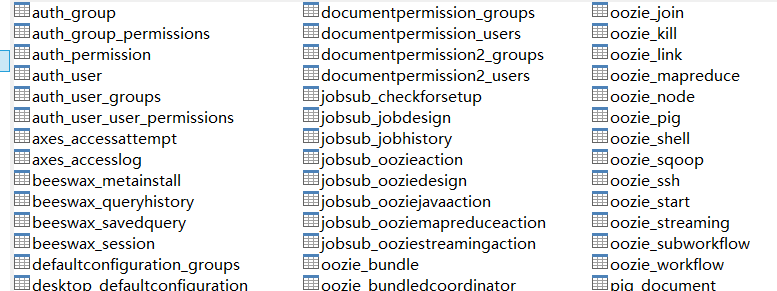 auth_group
auth_group_permissions
auth_permission
auth_user
auth_user_groups
auth_user_user_permissions
axes_accessattempt
axes_accesslog
beeswax_metainstall
beeswax_queryhistory
beeswax_savedquery
beeswax_session
defaultconfiguration_groups
desktop_defaultconfiguration
documentpermission_groups
documentpermission_users
documentpermission2_groups
documentpermission2_users
jobsub_checkforsetup
jobsub_jobdesign
jobsub_jobhistory
jobsub_oozieaction
jobsub_ooziedesign
jobsub_ooziejavaaction
jobsub_ooziemapreduceaction
jobsub_ooziestreamingaction
oozie_bundle
oozie_bundledcoordinator
oozie_join
oozie_kill
oozie_link
oozie_mapreduce
oozie_node
oozie_pig
oozie_shell
oozie_sqoop
oozie_ssh
oozie_start
oozie_streaming
oozie_subworkflow
oozie_workflow
pig_document